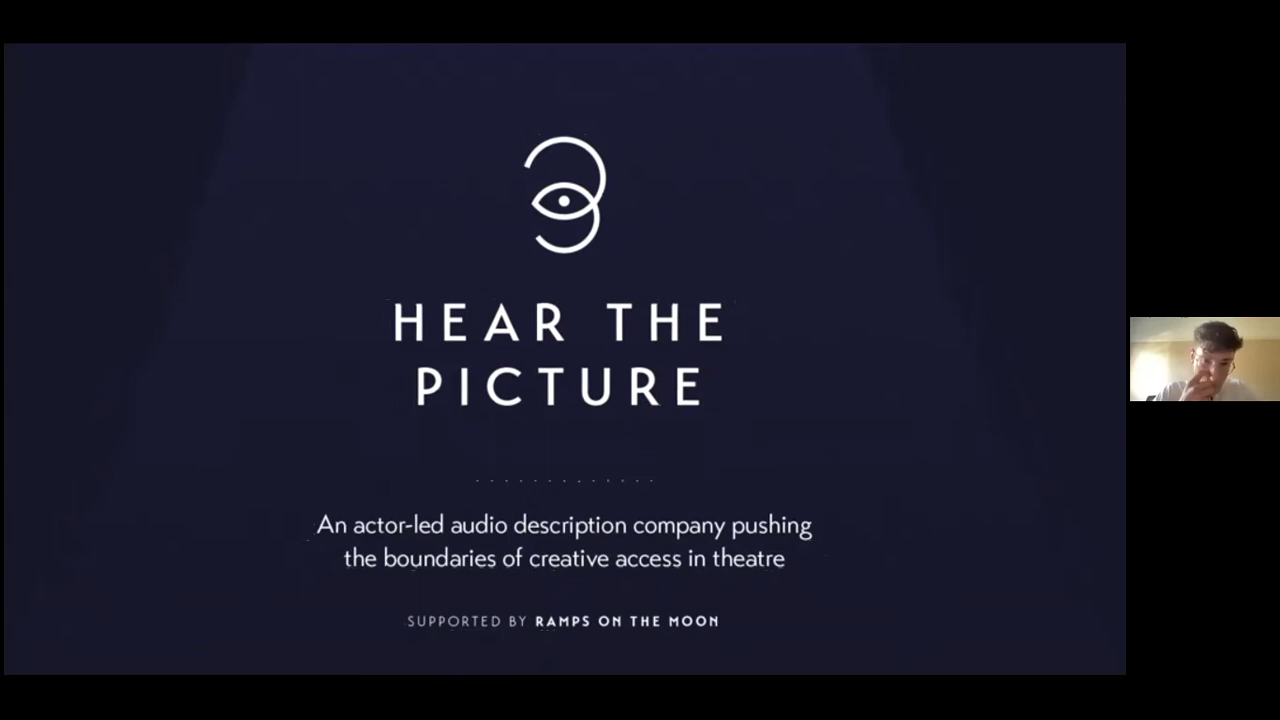 HEAR THE
PICTURE
An actor-led audio description company pushing
the boundaries of creative access in theatre
SUPPORTED BY RAMPS ON THE MOON